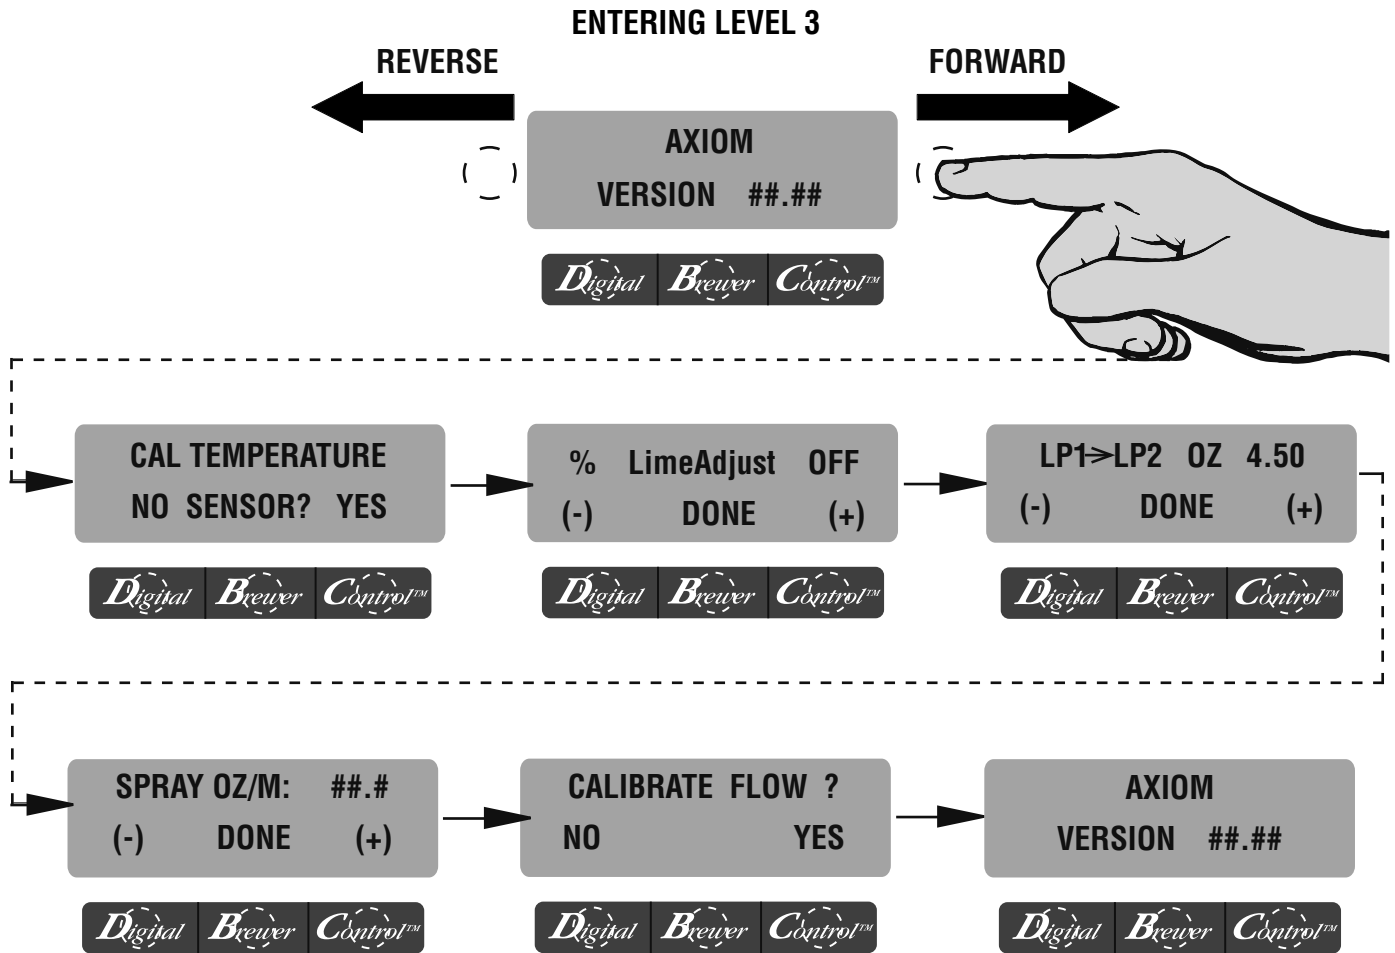 ENTERING LEVEL 3
REVERSE
FORWARD
AXIOM
VERSION ##.##
Digital Brewer Control™
CAL TEMPERATURE
NO SENSOR? YES
Digital Brewer Control™
% LimeAdjust OFF
(-) DONE (+)
Digital Brewer Control™
LP1>LP2 OZ 4.50
(-) DONE (+)
Digital Brewer Control™
SPRAY OZ/M: ##.#
(-) DONE (+)
Digital Brewer Control™
CALIBRATE FLOW ?
NO YES
Digital Brewer Control™
AXIOM
VERSION ##.##
Digital Brewer Control™